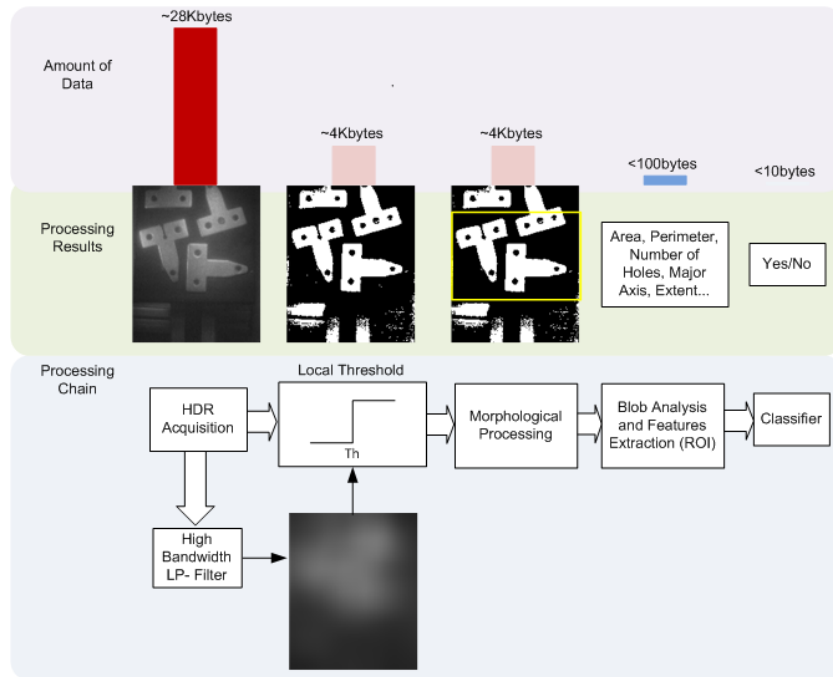 ~28Kbytes
Amount of
Data
~4Kbytes
~4Kbytes
<100bytes
<10bytes
Processing
Results
Area, Perimeter,
Number of
Holes, Major
Axis, Extent...
Yes/No
Processing
Chain
Local Threshold
HDR
Acquisition
Th
Morphological
Processing
Blob Analysis
and Features
Extraction (ROI)
Classifier
High
Bandwidth
LP- Filter